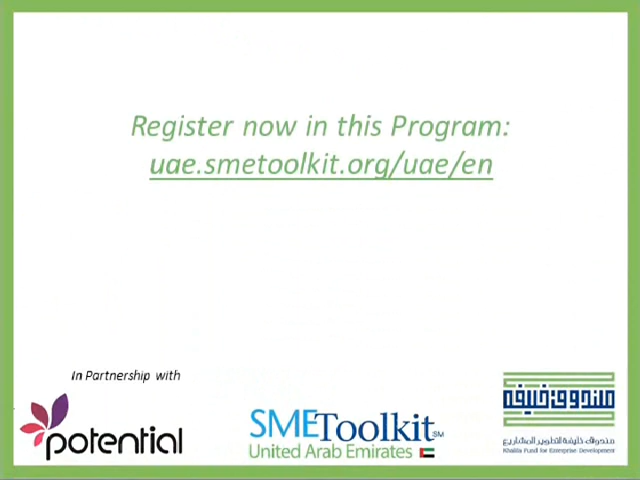 Register now in this Program:
uae.smetoolkit.org/uae/en
In Partnership with
potential
SMEToolkit SM
United Arab Emirates
صندوق خليفة
صندوق خليفة لتطوير المشاريع
Khalifa Fund for Enterprise Development